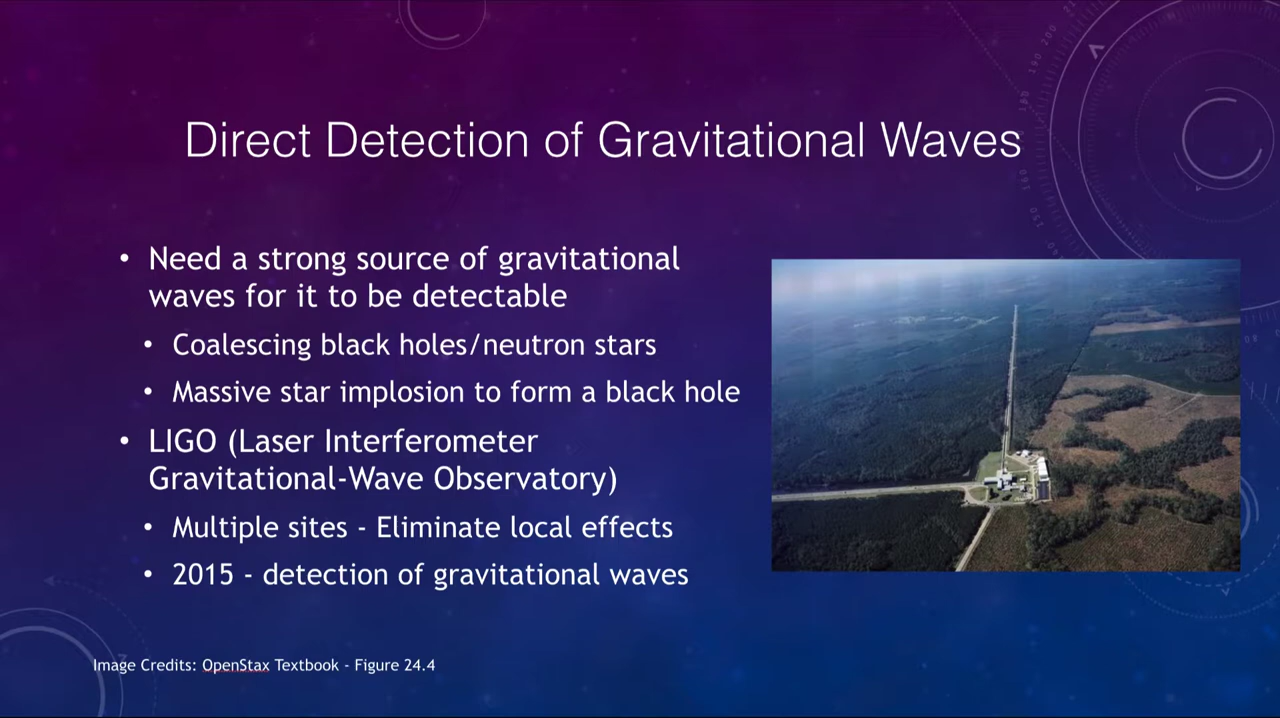 Direct Detection of Gravitational Waves
• Need a strong source of gravitational
waves for it to be detectable
• Coalescing black holes/neutron stars
• Massive star implosion to form a black hole
• LIGO (Laser Interferometer
Gravitational-Wave Observatory)
• Multiple sites - Eliminate local effects
• 2015 - detection of gravitational waves
Image Credits: OpenStax Textbook - Figure 24.4